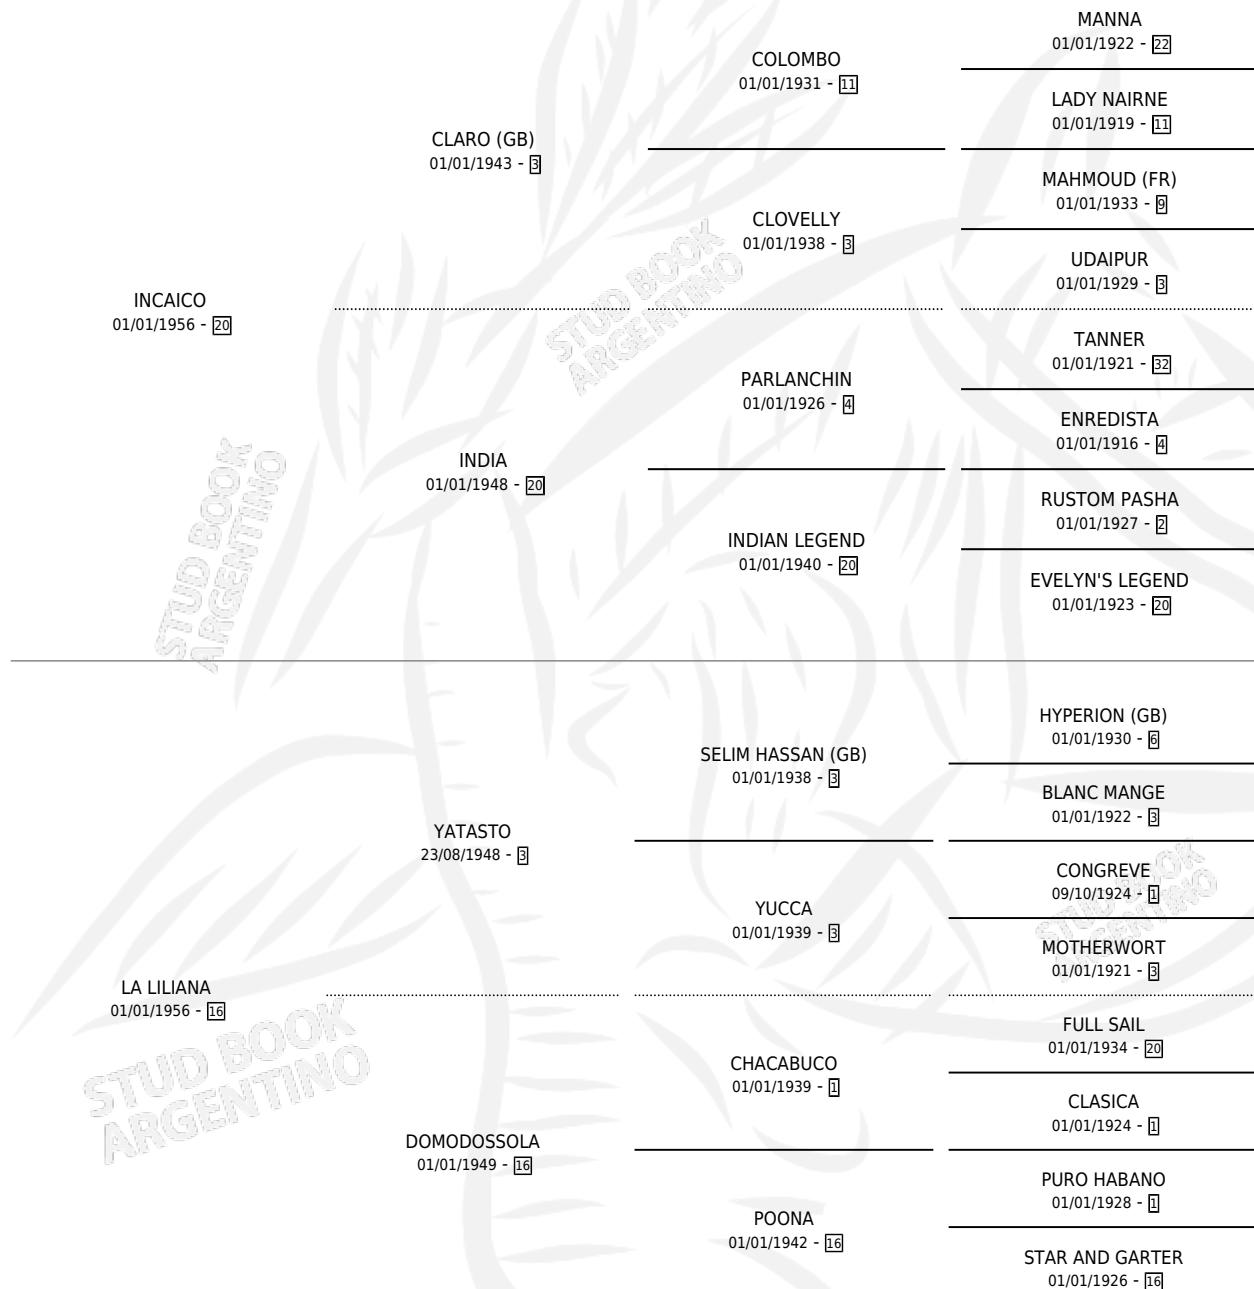 MANNA
01/01/1922 - 22
COLOMBO
01/01/1931 - 11
LADY NAIRNE
01/01/1919 - 11
CLARO (GB)
01/01/1943 - 3
MAHMOUD (FR)
01/01/1933 - 9
CLOVELLY
01/01/1938 - 3
UDAIPUR
01/01/1929 - 3
INCAICO
01/01/1956 - 20
TANNER
01/01/1921 - 32
PARLANCHIN
01/01/1926 - 4
ENREDISTA
01/01/1916 - 4
INDIA
01/01/1948 - 20
RUSTOM PASHA
01/01/1927 - 2
INDIAN LEGEND
01/01/1940 - 20
EVELYN'S LEGEND
01/01/1923 - 20
STUD BOOK
ARGENTINO
STUD BOOK
ARGENTINO
HYPERION (GB)
01/01/1930 - 6
SELIM HASSAN (GB)
01/01/1938 - 3
BLANC MANGE
01/01/1922 - 3
YATASTO
23/08/1948 - 3
CONGREVE
09/10/1924 - 1
YUCCA
01/01/1939 - 3
MOTHERWORT
01/01/1921 - 3
LA LILIANA
01/01/1956 - 16
FULL SAIL
01/01/1934 - 20
CHACABUCO
01/01/1939 - 1
CLASICA
01/01/1924 - 1
DOMODOSSOLA
01/01/1949 - 16
PURO HABANO
01/01/1928 - 1
POONA
01/01/1942 - 16
STAR AND GARTER
01/01/1926 - 16
STUD BOOK
ARGENTINO
STUD BOOK
ARGENTINO